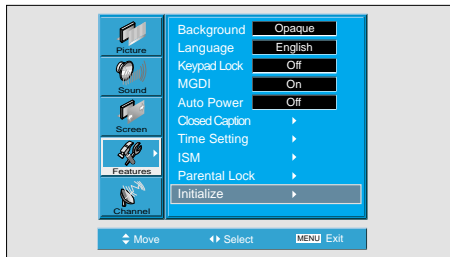 Picture
Sound
Screen
Features
Channel
Background Opaque
Language English
Keypad Lock Off
MGDI On
Auto Power Off
Closed Caption
Time Setting
ISM
Parental Lock
Initialize
Move Select MENU Exit